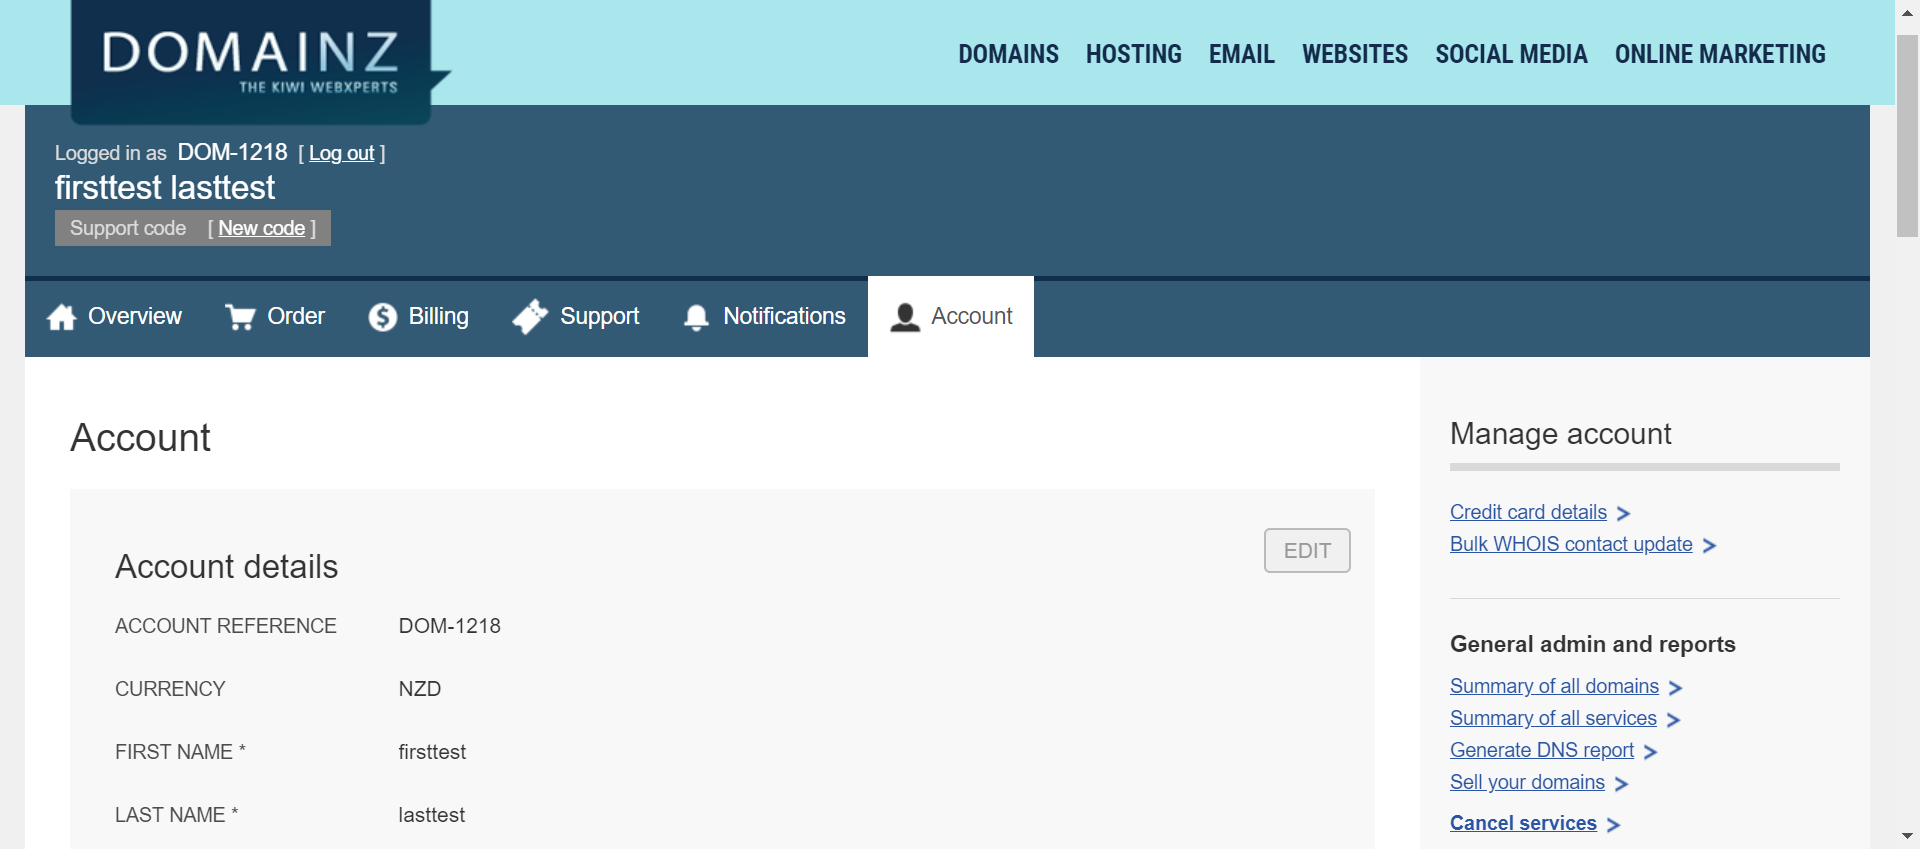 DOMAINZ
THE KIWI WEBXPERTS
DOMAINS HOSTING EMAIL WEBSITES SOCIAL MEDIA ONLINE MARKETING
Logged in as DOM-1218 [ Log out ]
firsttest lasttest
Support code [ New code ]
Overview Order Billing Support Notifications Account
Account
Account details
EDIT
ACCOUNT REFERENCE DOM-1218
CURRENCY NZD
FIRST NAME * firsttest
LAST NAME * lasttest
Manage account
Credit card details >
Bulk WHOIS contact update >
General admin and reports
Summary of all domains >
Summary of all services >
Generate DNS report >
Sell your domains >
Cancel services >